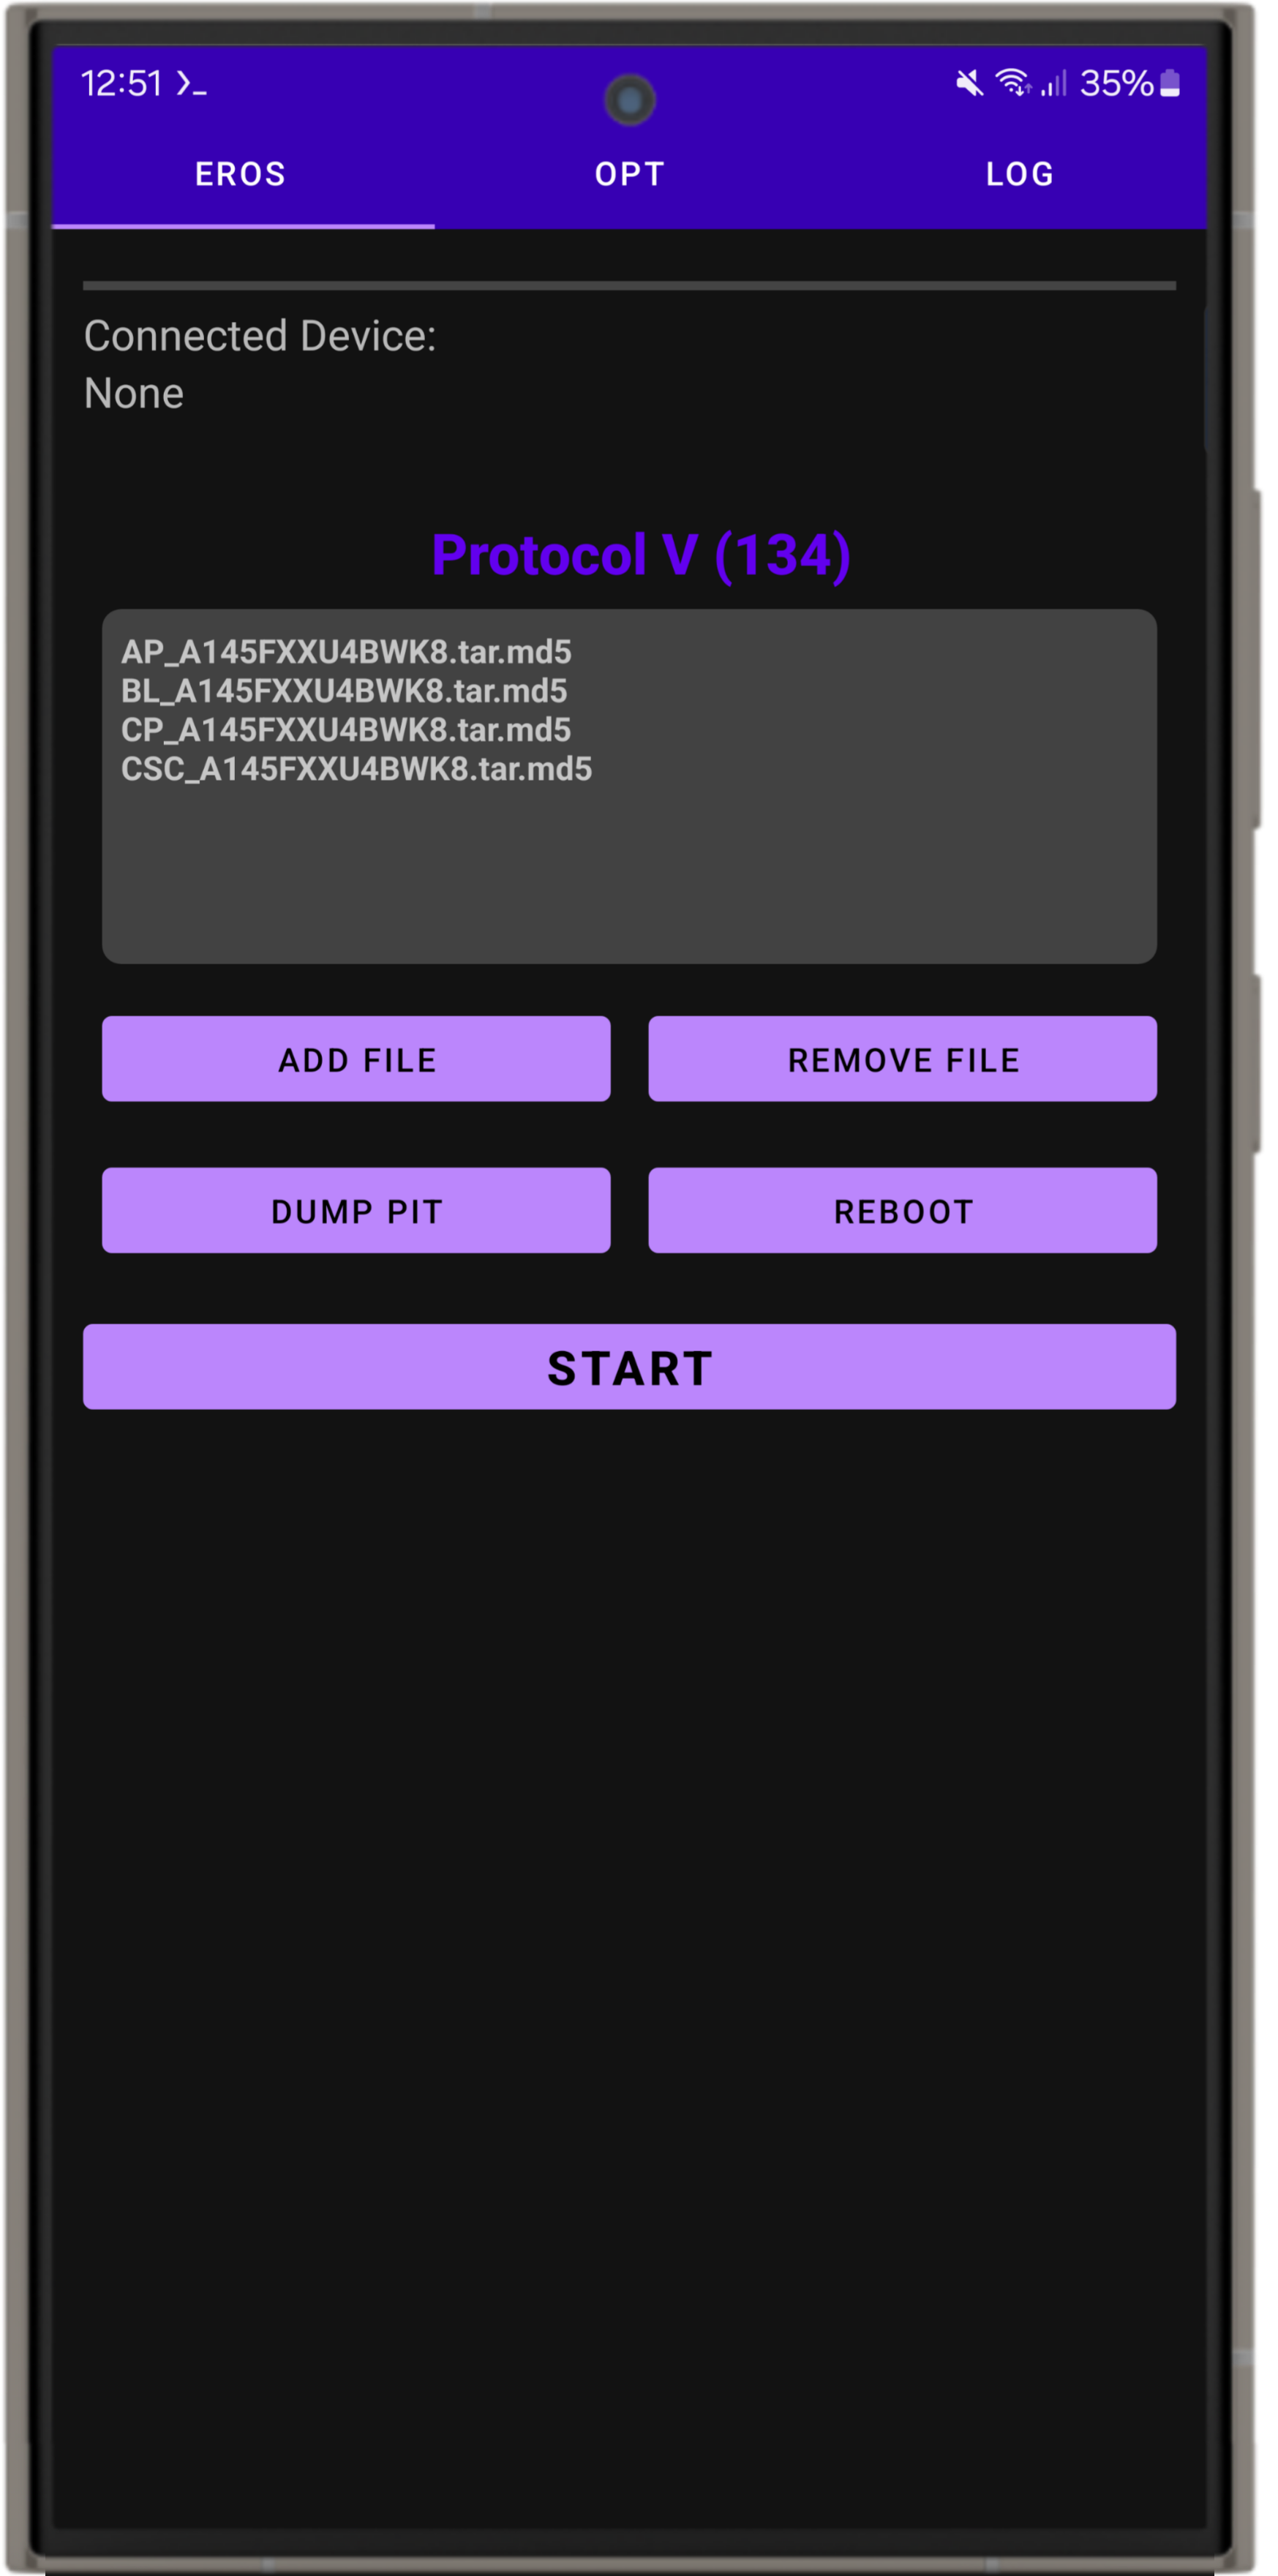 12:51 35%
EROS OPT LOG
Connected Device:
None
Protocol V (134)
AP_A145FXXU4BWK8.tar.md5
BL_A145FXXU4BWK8.tar.md5
CP_A145FXXU4BWK8.tar.md5
CSC_A145FXXU4BWK8.tar.md5
ADD FILE REMOVE FILE
DUMP PIT REBOOT
START